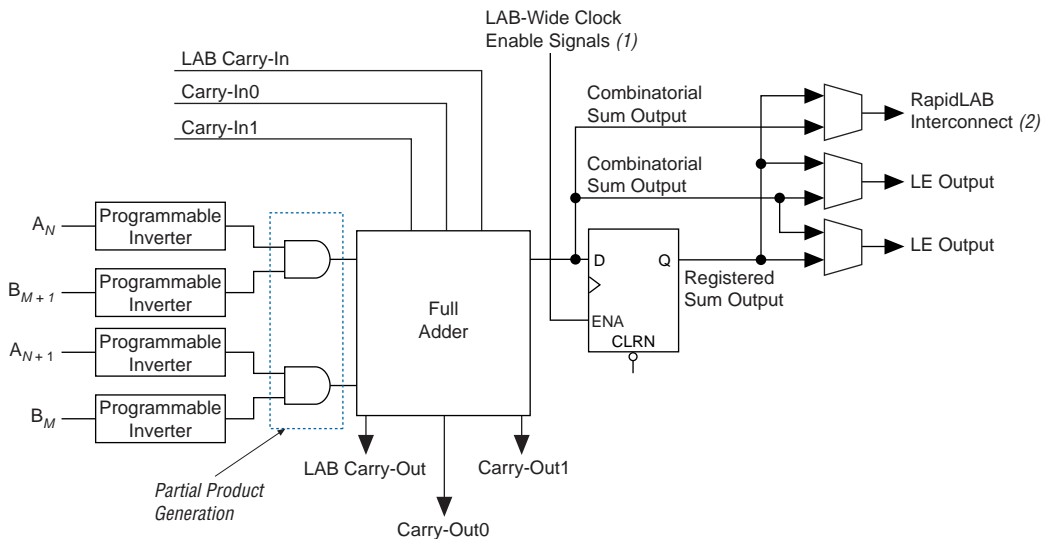 LAB-Wide Clock
Enable Signals (1)
LAB Carry-In
Carry-In0
Carry-In1
Combinatorial
Sum Output
RapidLAB
Interconnect (2)
Combinatorial
Sum Output
LE Output
LE Output
A_N
Programmable
Inverter
B_{M + 1}
Programmable
Inverter
A_{N + 1}
Programmable
Inverter
B_M
Programmable
Inverter
Full
Adder
D
Q
ENA
CLRN
Registered
Sum Output
LAB Carry-Out
Carry-Out1
Carry-Out0
Partial Product
Generation